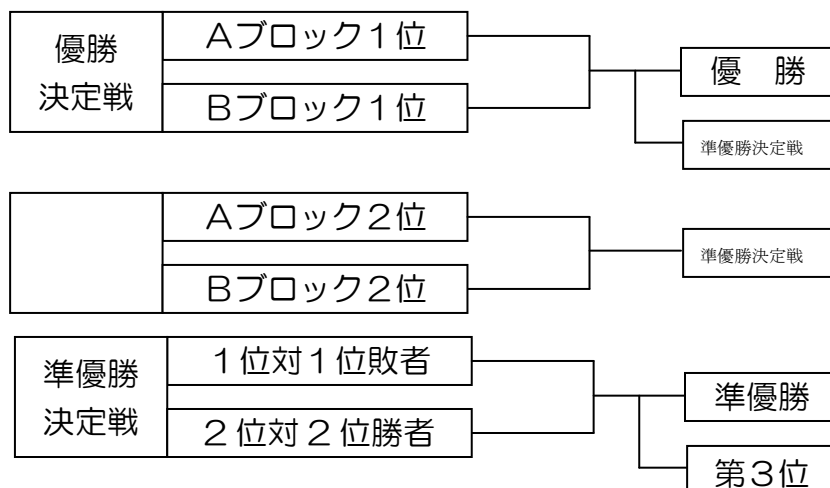 優勝
決定戦
Aブロック1位
Bブロック1位
優　勝
準優勝決定戦
Aブロック2位
Bブロック2位
準優勝決定戦
準優勝
決定戦
1位対1位敗者
2位対2位勝者
準優勝
第3位